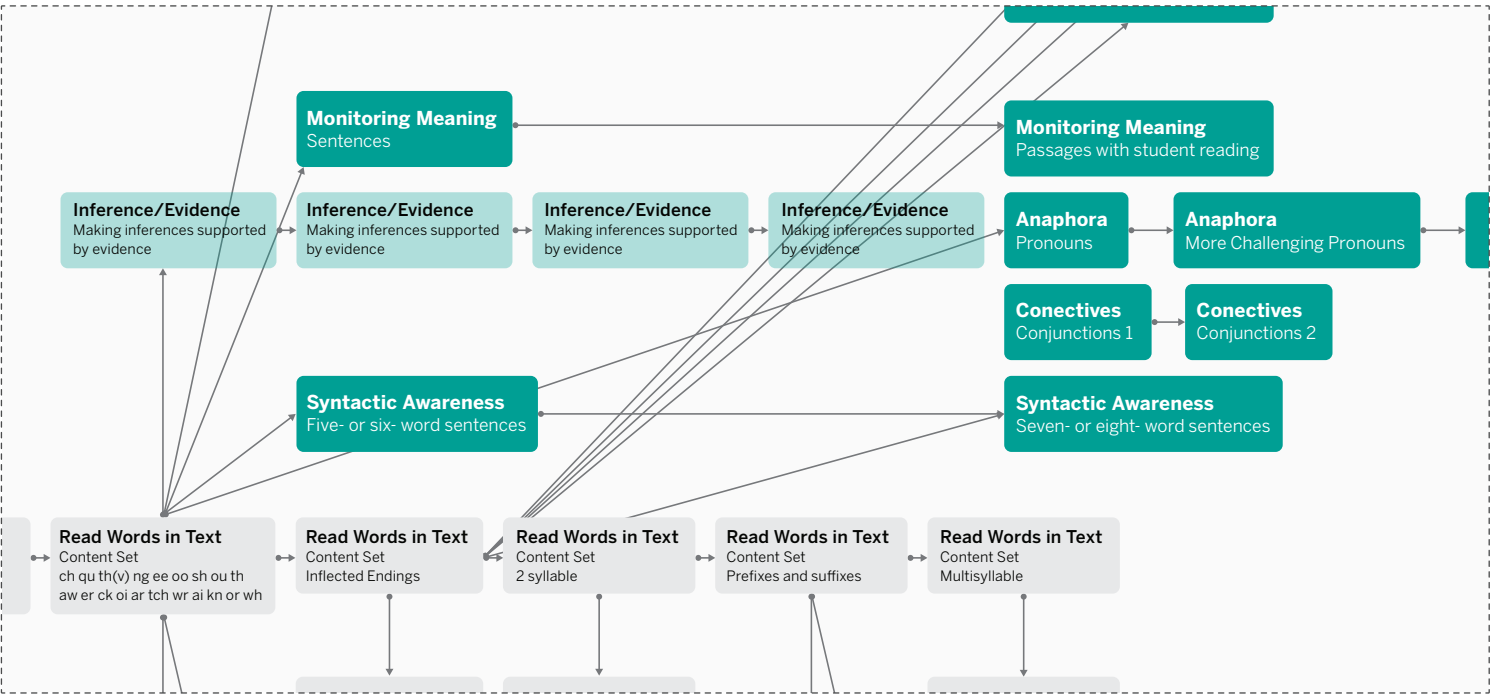 Monitoring Meaning
Sentences
Monitoring Meaning
Passages with student reading
Inference/Evidence
Making inferences supported
by evidence
Inference/Evidence
Making inferences supported
by evidence
Inference/Evidence
Making inferences supported
by evidence
Inference/Evidence
Making inferences supported
by evidence
Anaphora
Pronouns
Anaphora
More Challenging Pronouns
Conectives
Conjunctions 1
Conectives
Conjunctions 2
Syntactic Awareness
Five- or six- word sentences
Syntactic Awareness
Seven- or eight- word sentences
Read Words in Text
Content Set
ch qu th(v) ng ee oo sh ou th
aw er ck oi ar tch wr ai kn or wh
Read Words in Text
Content Set
Inflected Endings
Read Words in Text
Content Set
2 syllable
Read Words in Text
Content Set
Prefixes and suffixes
Read Words in Text
Content Set
Multisyllable